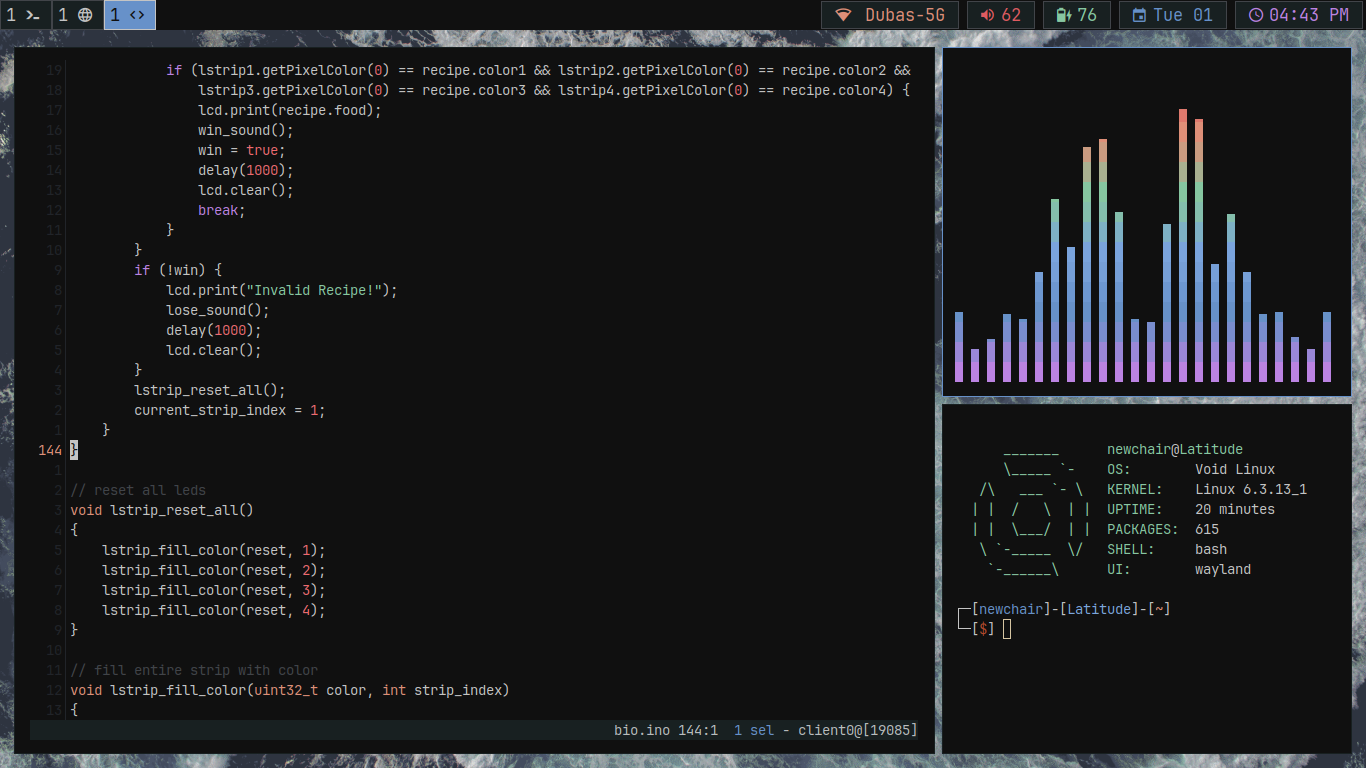 1 >_ 1 1 <> Dubas-5G 62 76 Tue 01 04:43 PM
19 if (lstrip1.getPixelColor(0) == recipe.color1 && lstrip2.getPixelColor(0) == recipe.color2 &&
18 lstrip3.getPixelColor(0) == recipe.color3 && lstrip4.getPixelColor(0) == recipe.color4) {
17 lcd.print(recipe.food);
16 win_sound();
15 win = true;
14 delay(1000);
13 lcd.clear();
12 break;
11 }
10 }
9 if (!win) {
8 lcd.print("Invalid Recipe!");
7 lose_sound();
6 delay(1000);
5 lcd.clear();
4 }
3 lstrip_reset_all();
2 current_strip_index = 1;
1 }
144 }
1
2 // reset all leds
3 void lstrip_reset_all()
4 {
5 lstrip_fill_color(reset, 1);
6 lstrip_fill_color(reset, 2);
7 lstrip_fill_color(reset, 3);
8 lstrip_fill_color(reset, 4);
9 }
10
11 // fill entire strip with color
12 void lstrip_fill_color(uint32_t color, int strip_index)
13 {
bio.ino 144:1 1 sel - client0@[19085]
newchair@Latitude
OS: Void Linux
KERNEL: Linux 6.3.13_1
UPTIME: 20 minutes
PACKAGES: 615
SHELL: bash
UI: wayland
┌─[newchair]-[Latitude]-[~]
└─[$]